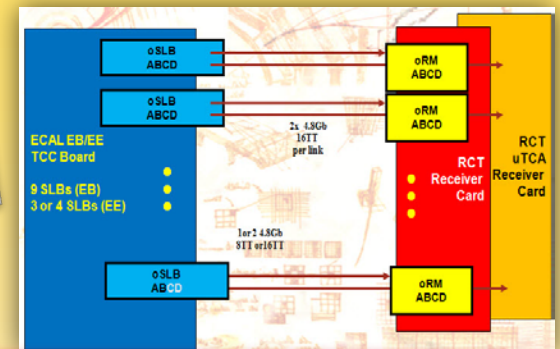 oSLB
ABCD
oRM
ABCD
oSLB
ABCD
oRM
ABCD
2x 4.8Gb
16TT
per link
ECAL EB/EE
TCC Board
9 SLBs (EB)
3 or 4 SLBs (EE)
RCT
Receiver
Card
RCT
uTCA
Receiver
Card
1or 2 4.8Gb
8TT or16TT
oSLB
ABCD
oRM
ABCD